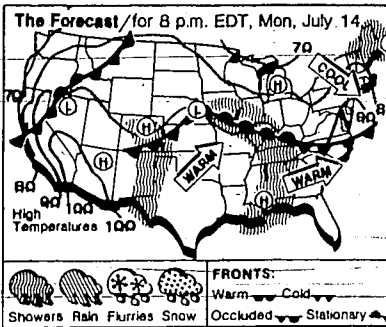 The Forecast/for 8 p.m. EDT, Mon, July 14
70
COOL
H
70
L
L
H
H
80
WARM
WARM
H
80
90
100
100
High
Temperatures
Showers Rain Flurries Snow
FRONTS:
Warm Cold
Occluded Stationary